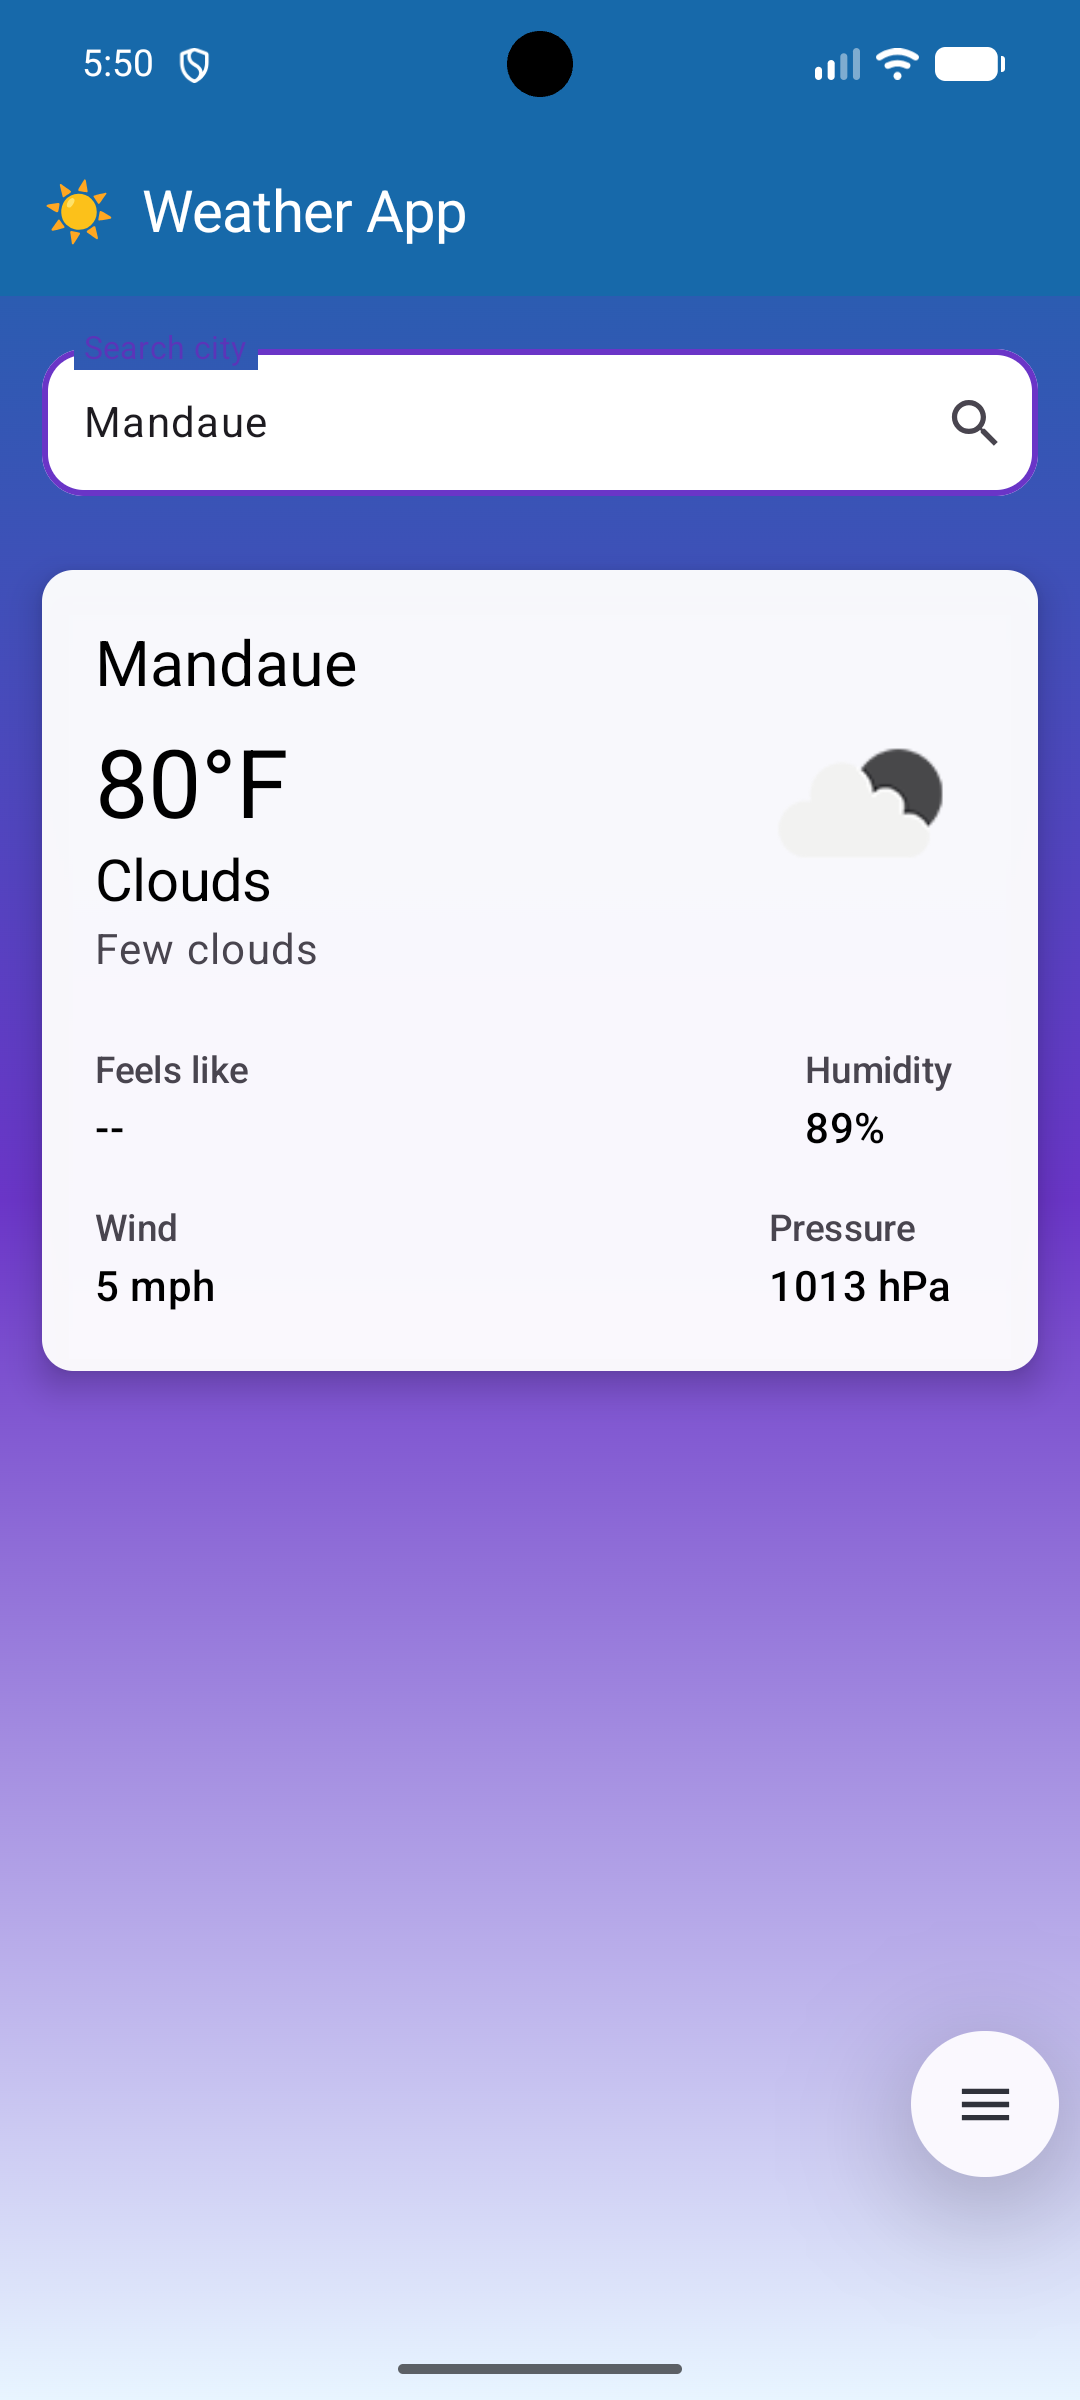 5:50
Weather App
Search city
Mandaue
Mandaue
80°F
Clouds
Few clouds
Feels like
--
Humidity
89%
Wind
5 mph
Pressure
1013 hPa